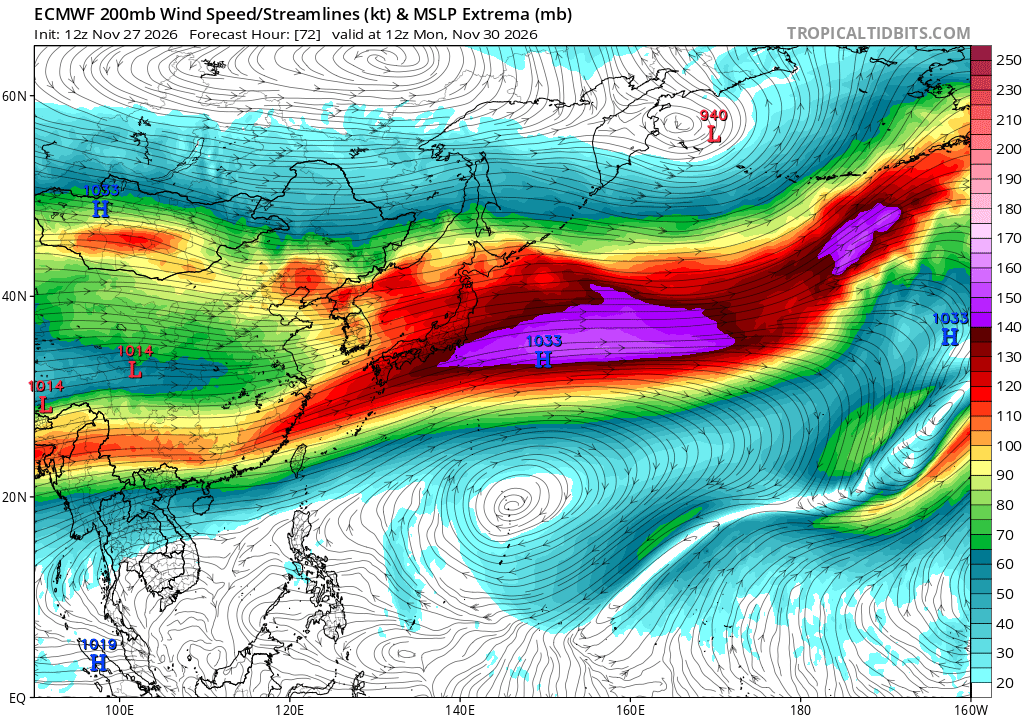 ECMWF 200mb Wind Speed/Streamlines (kt) & MSLP Extrema (mb)
Init: 12z Nov 27 2026 Forecast Hour: [72] valid at 12z Mon, Nov 30 2026
TROPICALTIDBITS.COM
250
230
210
200
190
180
170
160
150
140
130
120
110
100
90
80
70
60
50
40
30
20
60N
40N
20N
EQ
100E
120E
140E
160E
180
160W
940
L
1033
H
1033
H
1033
H
1014
L
1014
L
1019
H